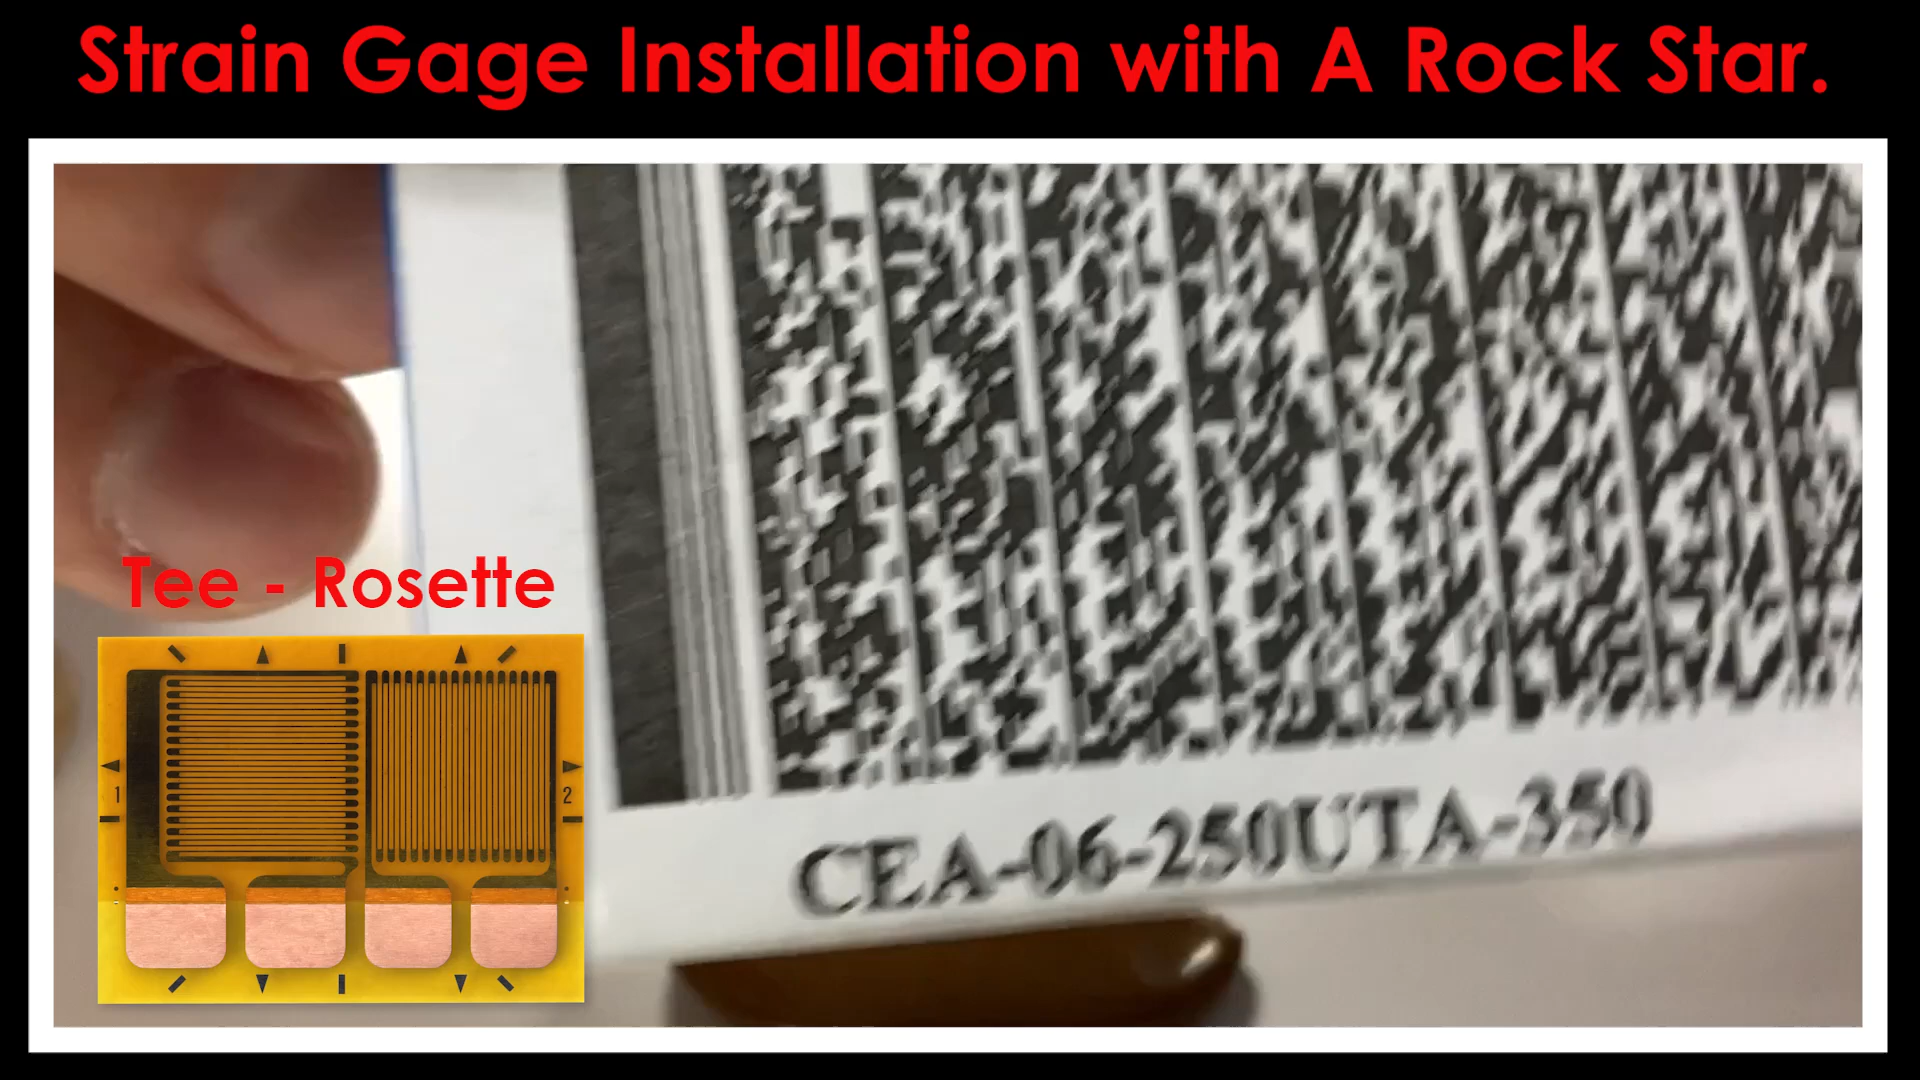 Strain Gage Installation with A Rock Star.
Tee - Rosette
1
2
CEA-06-250UTA-350